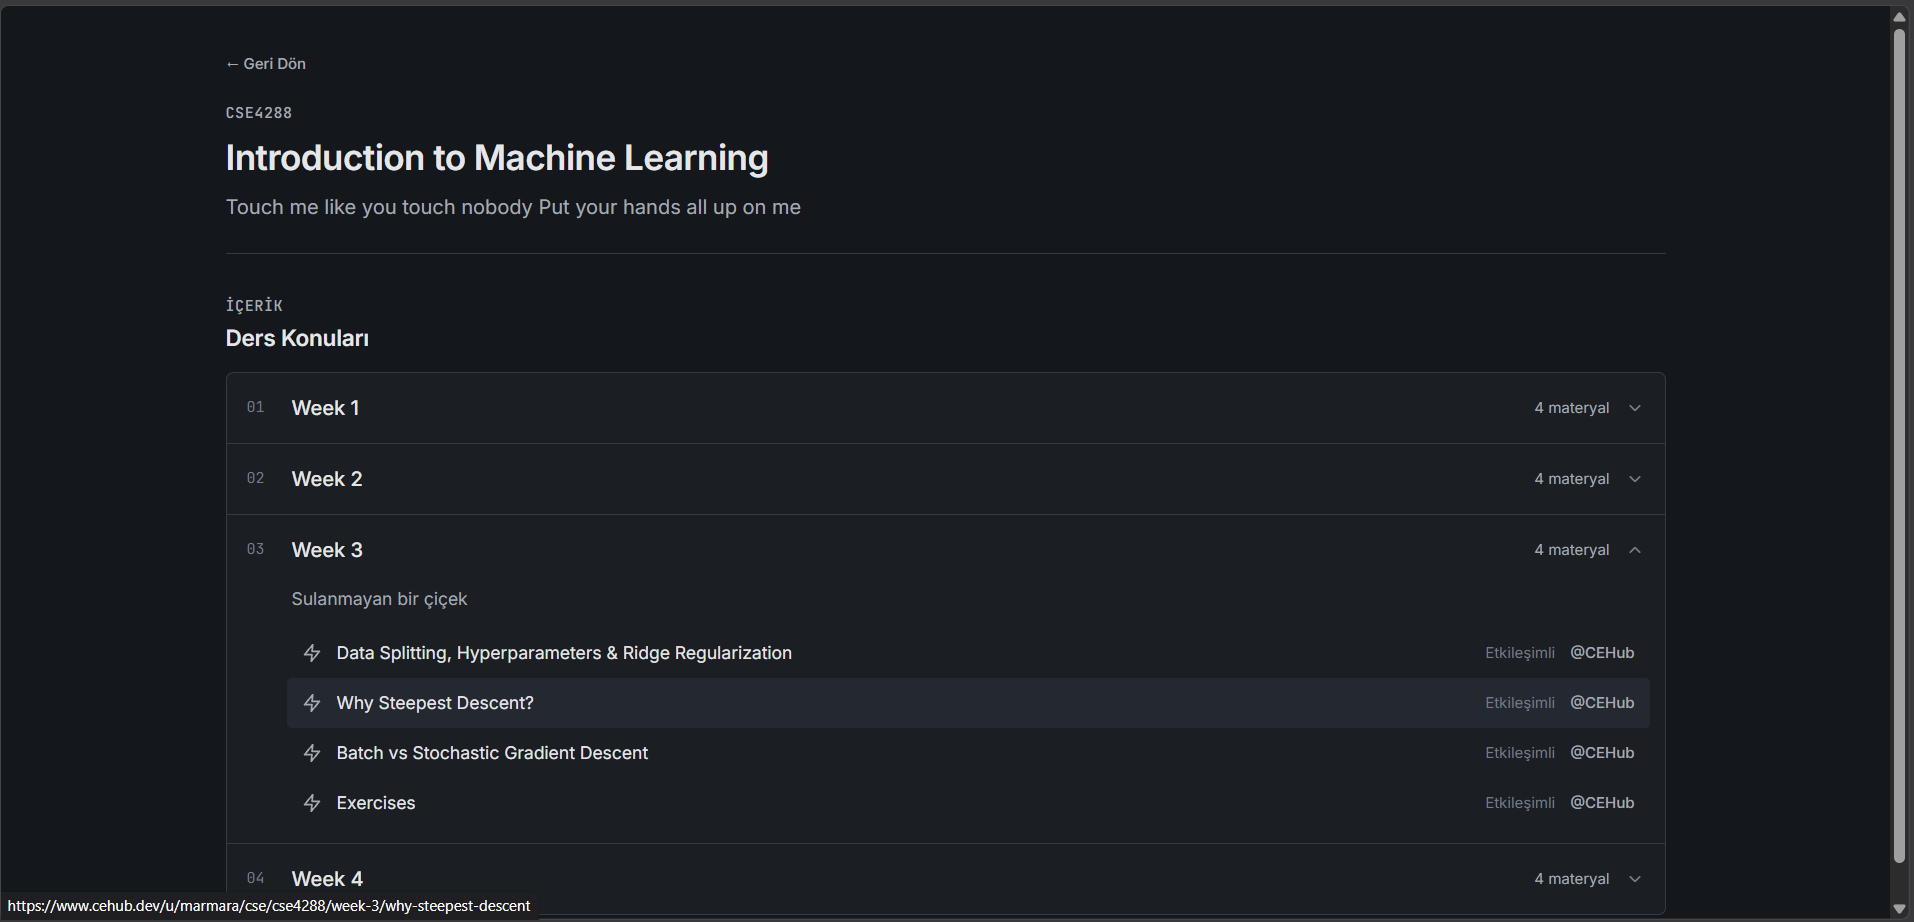 ← Geri Dön
CSE4288
Introduction to Machine Learning
Touch me like you touch nobody Put your hands all up on me
İÇERİK
Ders Konuları
01 Week 1 4 materyal
02 Week 2 4 materyal
03 Week 3 4 materyal
Sulanmayan bir çiçek
Data Splitting, Hyperparameters & Ridge Regularization Etkileşimli @CEHub
Why Steepest Descent? Etkileşimli @CEHub
Batch vs Stochastic Gradient Descent Etkileşimli @CEHub
Exercises Etkileşimli @CEHub
04 Week 4 4 materyal
https://www.cehub.dev/u/marmara/cse/cse4288/week-3/why-steepest-descent